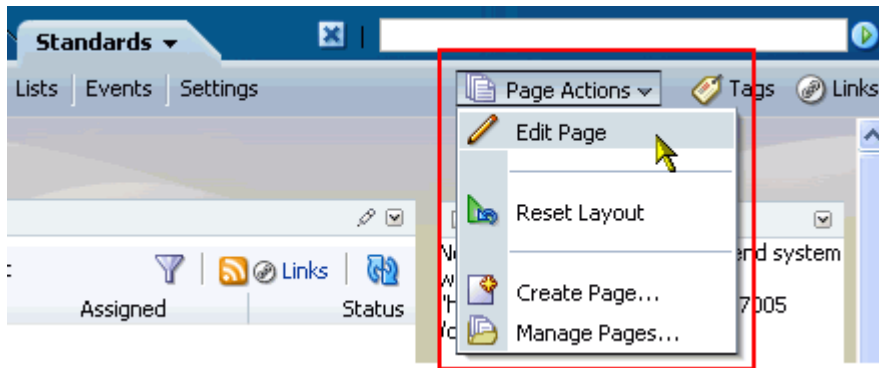 Standards
Lists Events Settings
Page Actions
Tags
Links
Edit Page
Reset Layout
Create Page...
Manage Pages...
Links
Assigned
Status
end system
7005